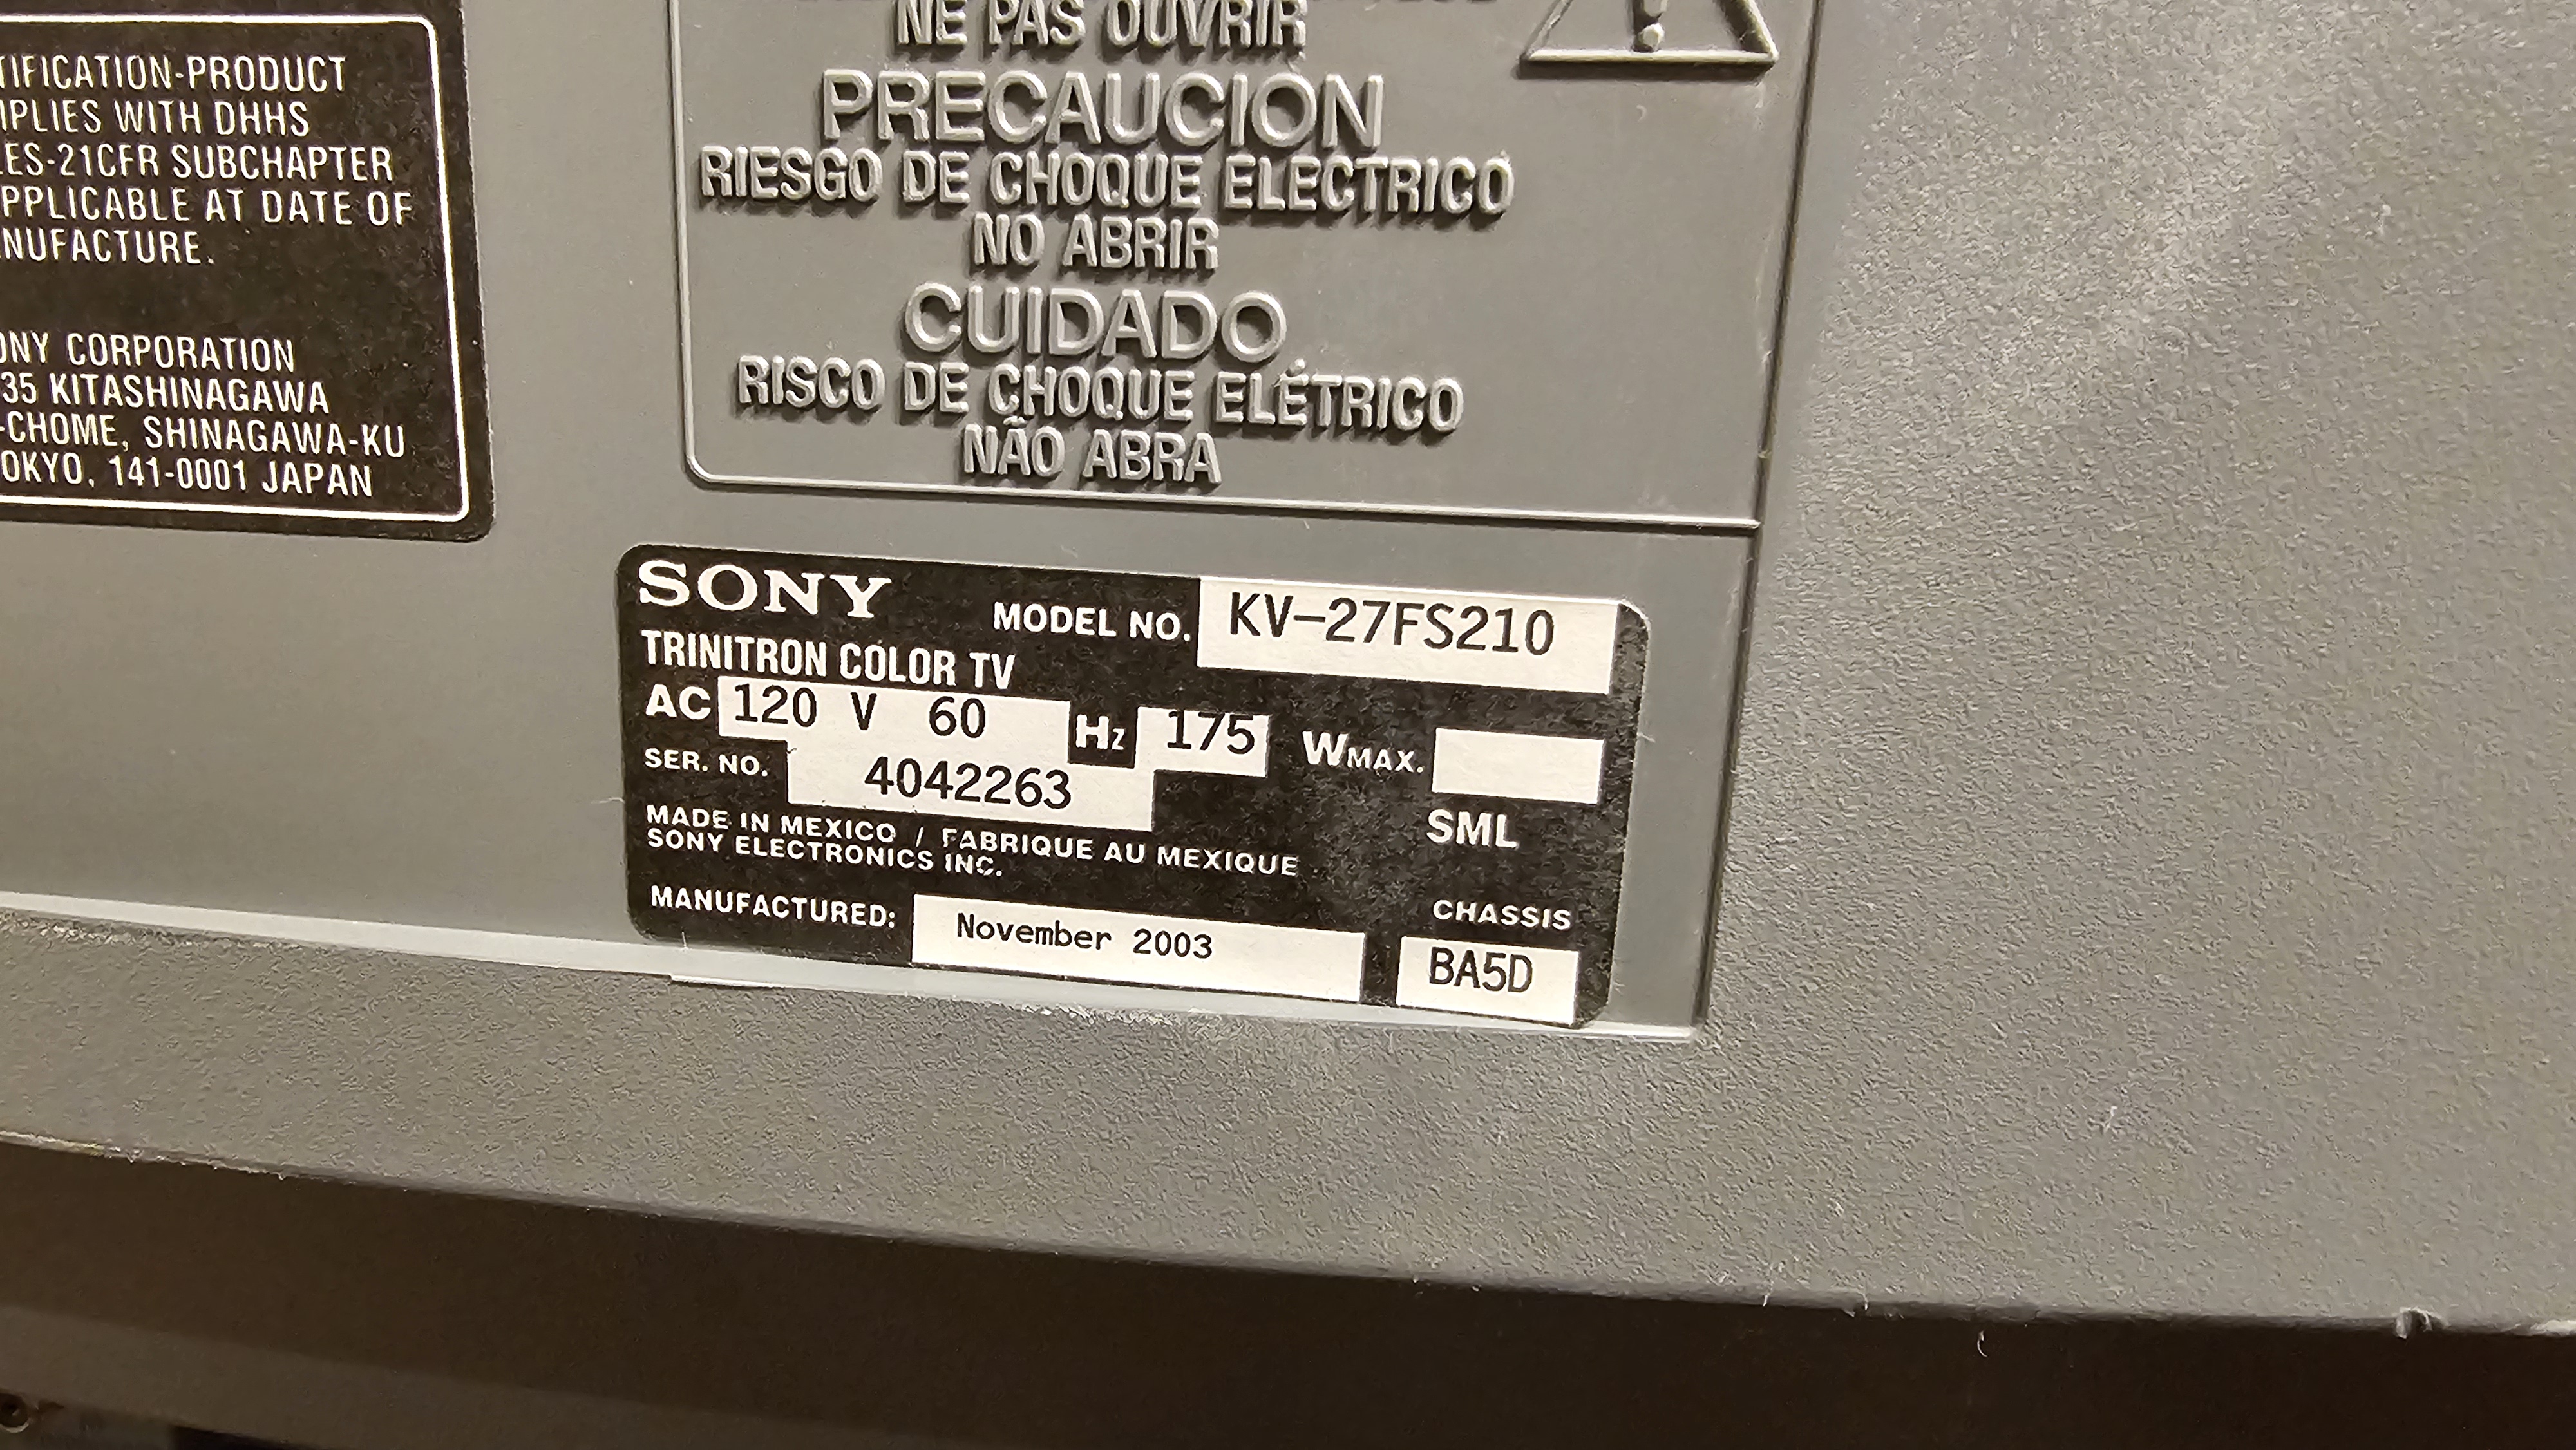 TIFICATION-PRODUCT
PLIES WITH DHHS
ES-21CFR SUBCHAPTER
PPLICABLE AT DATE OF
NUFACTURE.
NY CORPORATION
35 KITASHINAGAWA
-CHOME, SHINAGAWA-KU
OKYO, 141-0001 JAPAN
NE PAS OUVRIR
PRECAUCION
RIESGO DE CHOQUE ELECTRICO
NO ABRIR
CUIDADO
RISCO DE CHOQUE ELÉTRICO
NÃO ABRA
SONY MODEL NO. KV-27FS210
TRINITRON COLOR TV
AC 120 V 60 Hz 175 WMAX.
SER. NO. 4042263
SML
MADE IN MEXICO / FABRIQUE AU MEXIQUE
SONY ELECTRONICS INC.
MANUFACTURED: November 2003
CHASSIS
BA5D